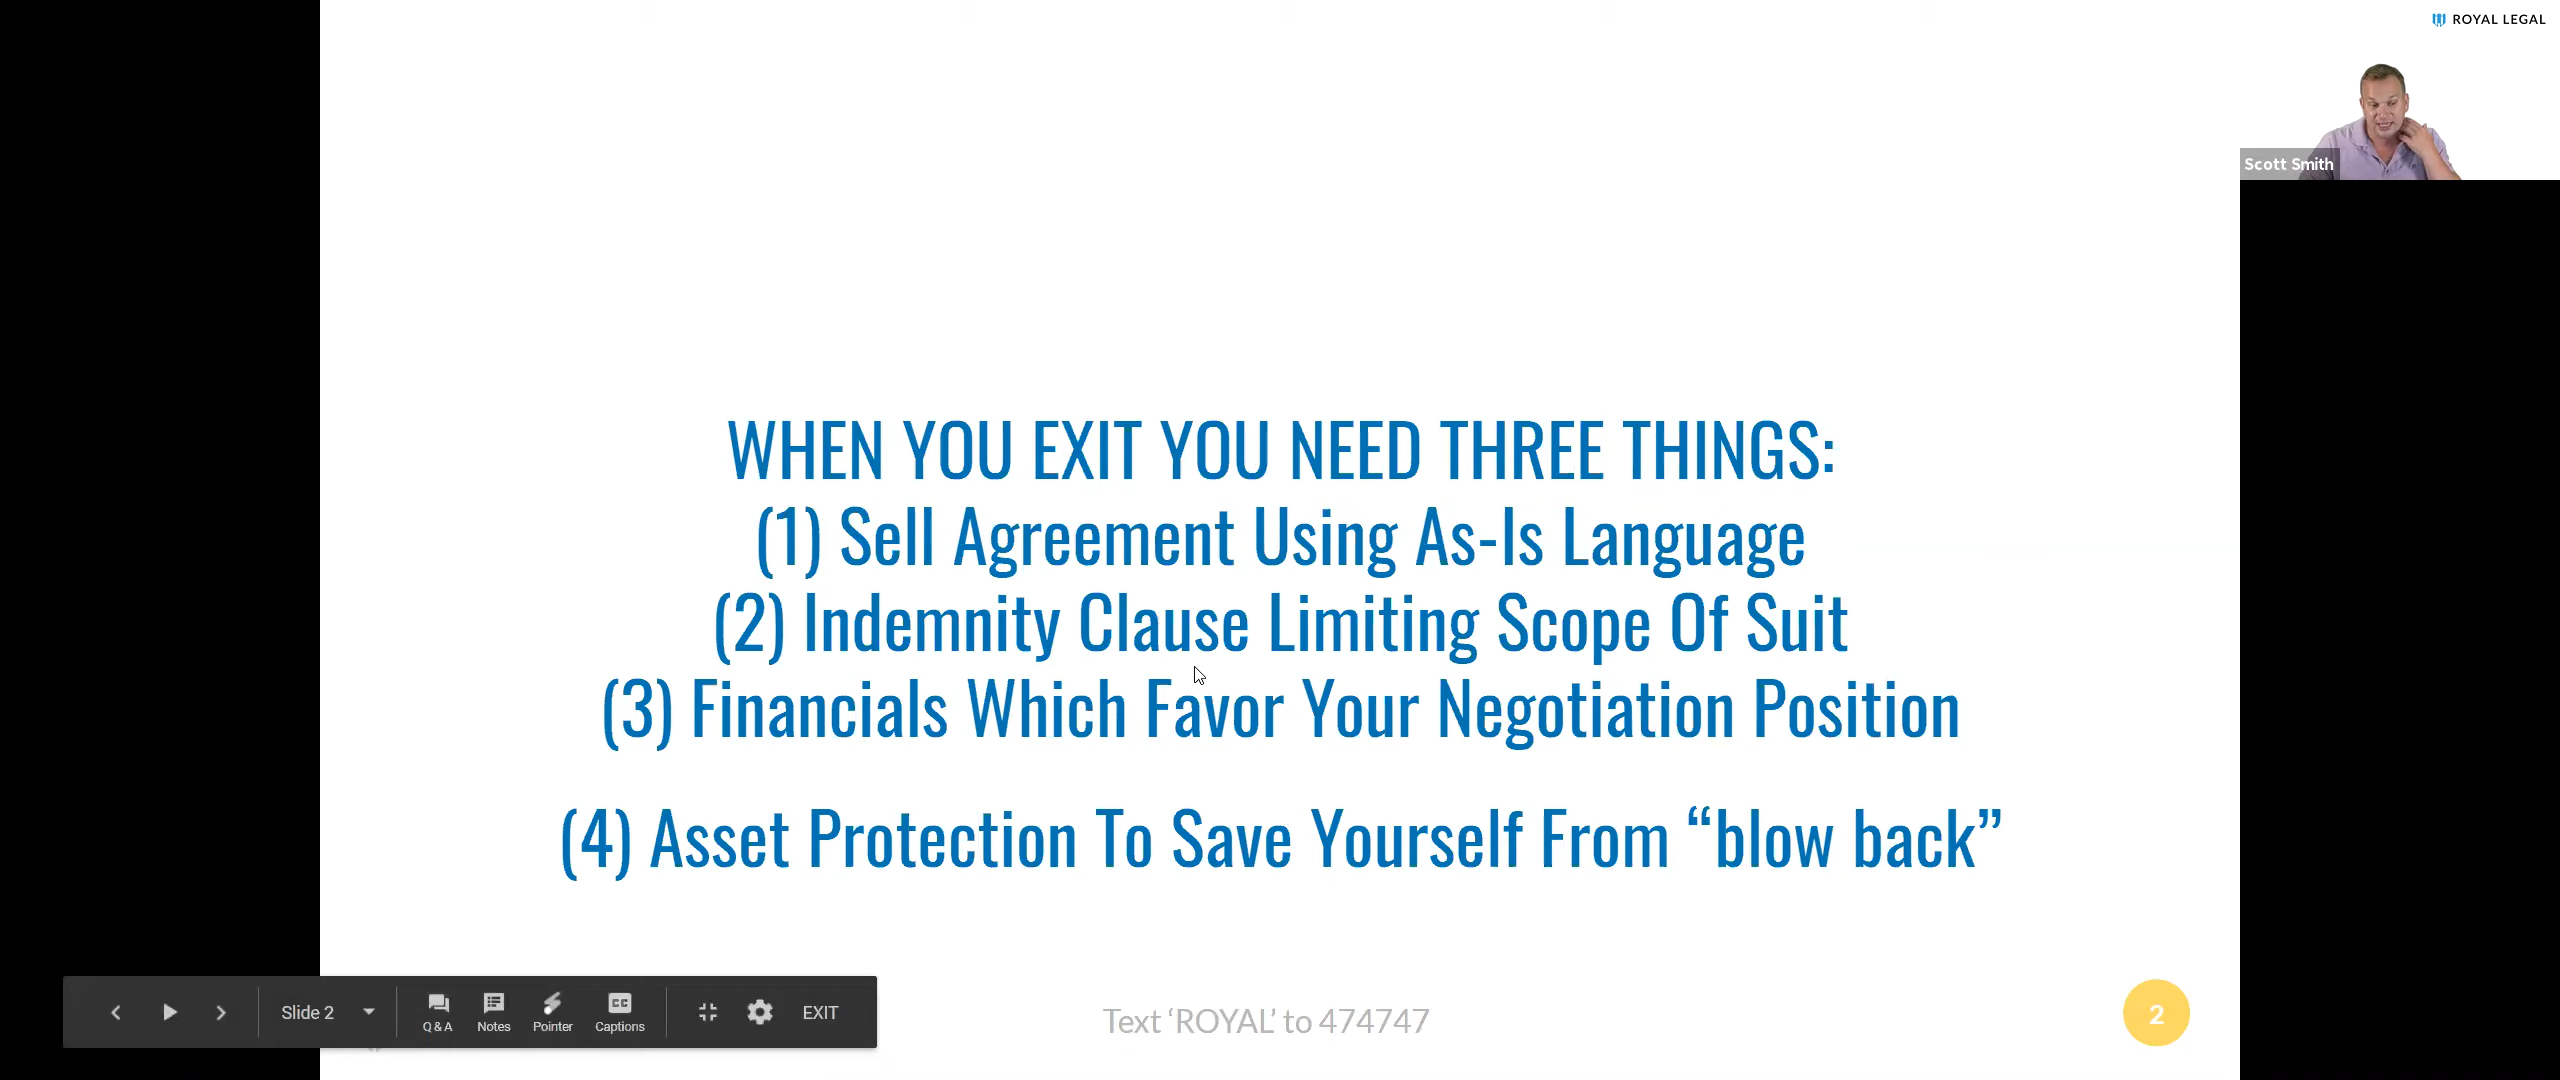 ROYAL LEGAL
Scott Smith
WHEN YOU EXIT YOU NEED THREE THINGS:
(1) Sell Agreement Using As-Is Language
(2) Indemnity Clause Limiting Scope Of Suit
(3) Financials Which Favor Your Negotiation Position
(4) Asset Protection To Save Yourself From “blow back”
Slide 2
Q & A
Notes
Pointer
CC
Captions
EXIT
Text ‘ROYAL’ to 474747
2